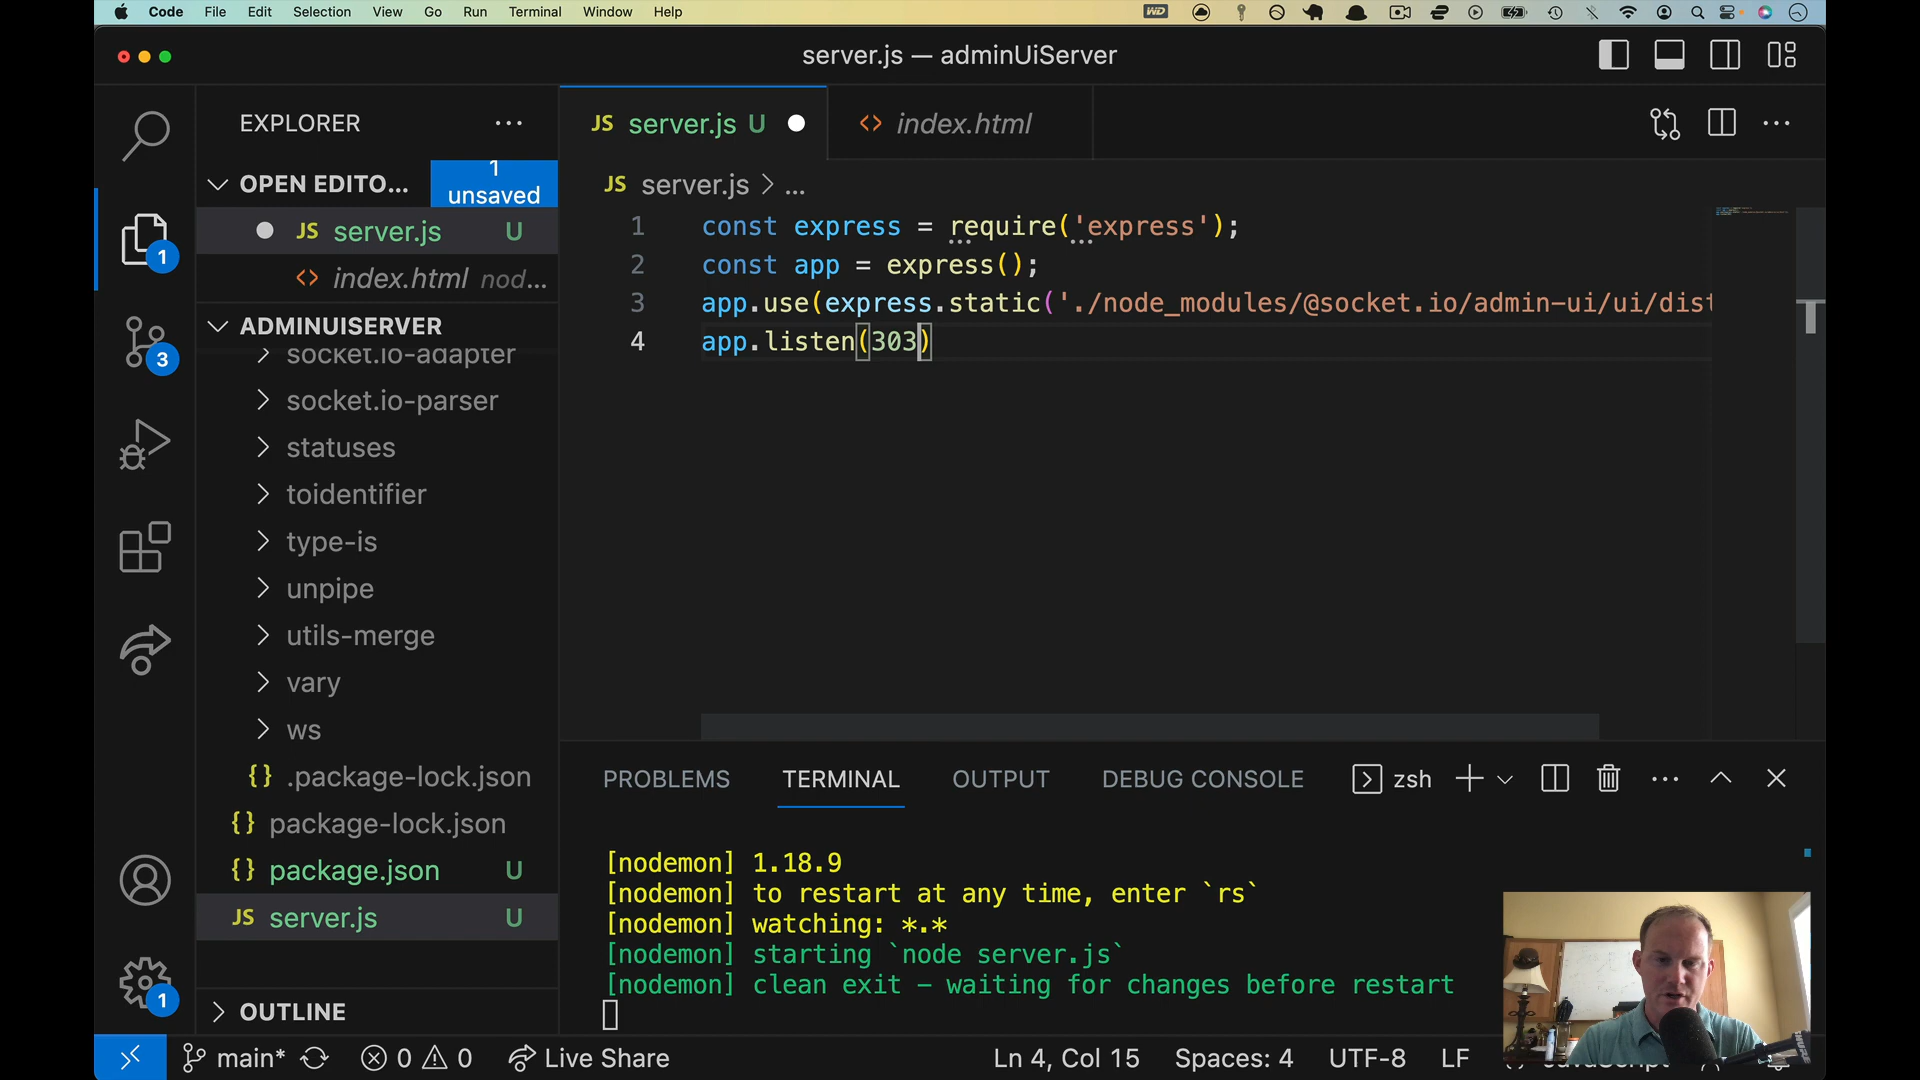 Code File Edit Selection View Go Run Terminal Window Help
WD
server.js — adminUiServer
EXPLORER
OPEN EDITO...
1 unsaved
JS server.js U
<> index.html nod...
ADMINUISERVER
socket.io-adapter
socket.io-parser
statuses
toidentifier
type-is
unpipe
utils-merge
vary
ws
{} .package-lock.json
{} package-lock.json
{} package.json U
JS server.js U
OUTLINE
1
3
1
JS server.js U
<> index.html
JS server.js > ...
1 const express = require('express');
2 const app = express();
3 app.use(express.static('./node_modules/@socket.io/admin-ui/ui/dist
4 app.listen(303)
PROBLEMS TERMINAL OUTPUT DEBUG CONSOLE zsh
[nodemon] 1.18.9
[nodemon] to restart at any time, enter `rs`
[nodemon] watching: *.*
[nodemon] starting `node server.js`
[nodemon] clean exit - waiting for changes before restart
main* 0 0 Live Share Ln 4, Col 15 Spaces: 4 UTF-8 LF